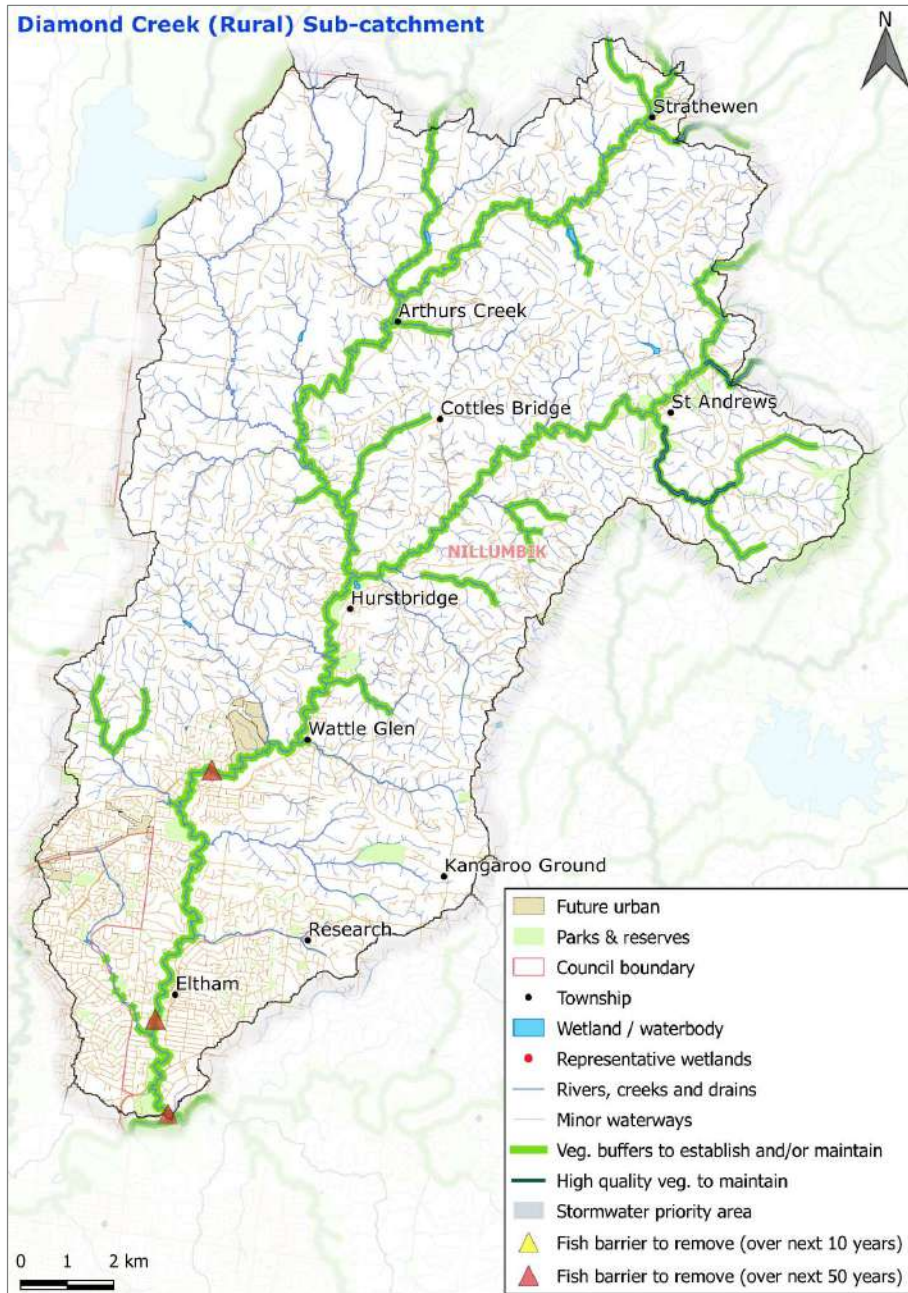 Diamond Creek (Rural) Sub-catchment
N
Strathewen
Arthurs Creek
Cottles Bridge
St Andrews
NILLUMBIK
Hurstbridge
Wattle Glen
Kangaroo Ground
Research
Eltham
Future urban
Parks & reserves
Council boundary
Township
Wetland / waterbody
Representative wetlands
Rivers, creeks and drains
Minor waterways
Veg. buffers to establish and/or maintain
High quality veg. to maintain
Stormwater priority area
Fish barrier to remove (over next 10 years)
Fish barrier to remove (over next 50 years)
0 1 2 km